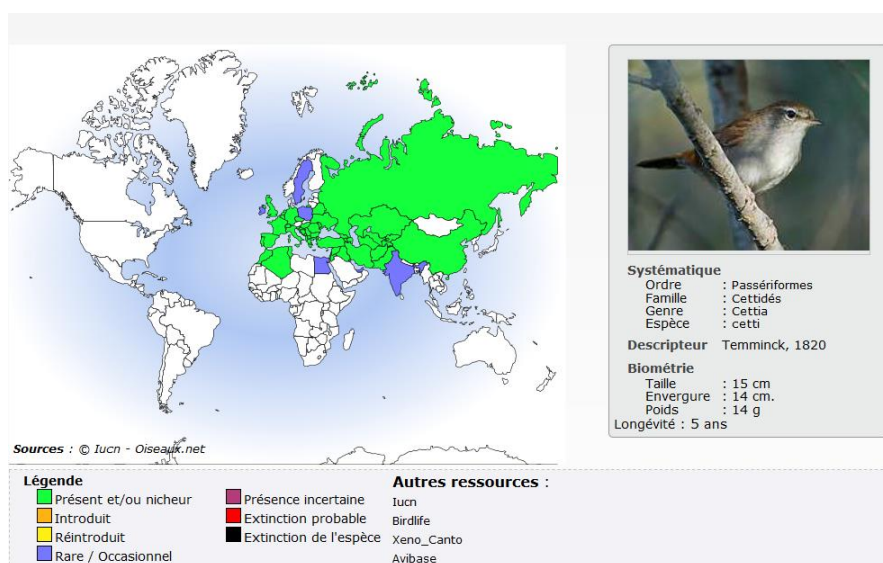 Systématique
Ordre : Passériformes
Famille : Cettidés
Genre : Cettia
Espèce : cetti
Descripteur Temminck, 1820
Biométrie
Taille : 15 cm
Envergure : 14 cm.
Poids : 14 g
Longévité : 5 ans
Sources : © Iucn - Oiseaux.net
Légende
Présent et/ou nicheur
Introduit
Réintroduit
Rare / Occasionnel
Présence incertaine
Extinction probable
Extinction de l'espèce
Autres ressources :
Iucn
Birdlife
Xeno_Canto
Avibase